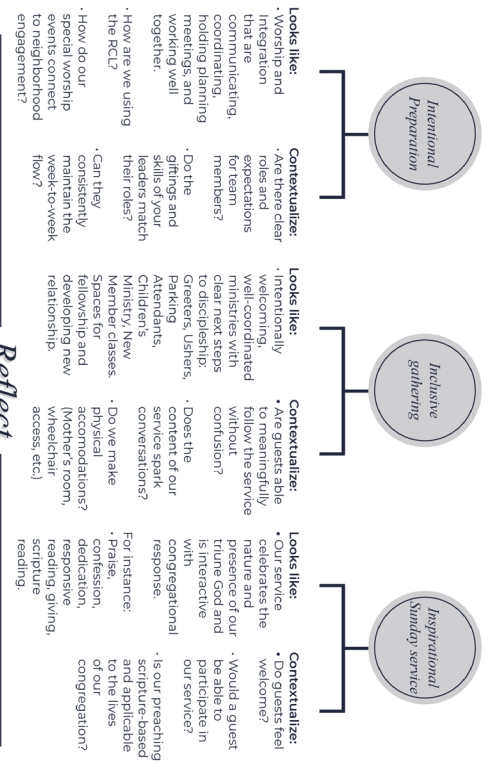 Intentional
Preparation
Looks like:
· Worship and
Integration
that are
communicating,
coordinating,
holding planning
meetings, and
working well
together.
· How are we using
the RCL?
· How do our
special worship
events connect
to neighborhood
engagement?
Contextualize:
· Are there clear
roles and
expectations
for team
members?
· Do the
giftings and
skills of your
leaders match
their roles?
· Can they
consistently
maintain the
week-to-week
flow?
Inclusive
gathering
Looks like:
· Intentionally
welcoming,
well-coordinated
ministries with
clear next steps
to discipleship:
Greeters, Ushers,
Parking
Attendants,
Children's
Ministry. New
Member classes.
Spaces for
fellowship and
developing new
relationship.
Contextualize:
• Are guests able
to meaningfully
follow the service
without
confusion?
· Does the
content of our
service spark
conversations?
· Do we make
physical
accomodations?
(Mother's room,
wheelchair
access, etc.)
Inspirational
Sunday service
Looks like:
• Our service
celebrates the
nature and
presence of our
triune God and
is interactive
with
congregational
response.
For instance:
· Praise,
confession,
dedication,
responsive
reading, giving,
scripture
reading.
Contextualize:
• Do guests feel
welcome?
· Would a guest
be able to
participate in
our service?
· Is our preaching
scripture-based
and applicable
to the lives
of our
congregation?
Reflect